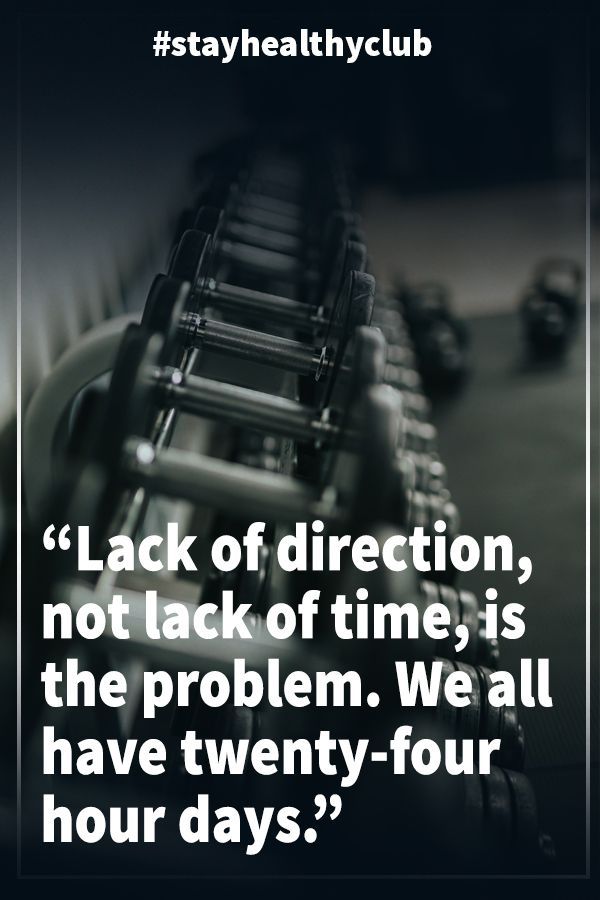 #stayhealthyclub
“Lack of direction,
not lack of time, is
the problem. We all
have twenty-four
hour days.”